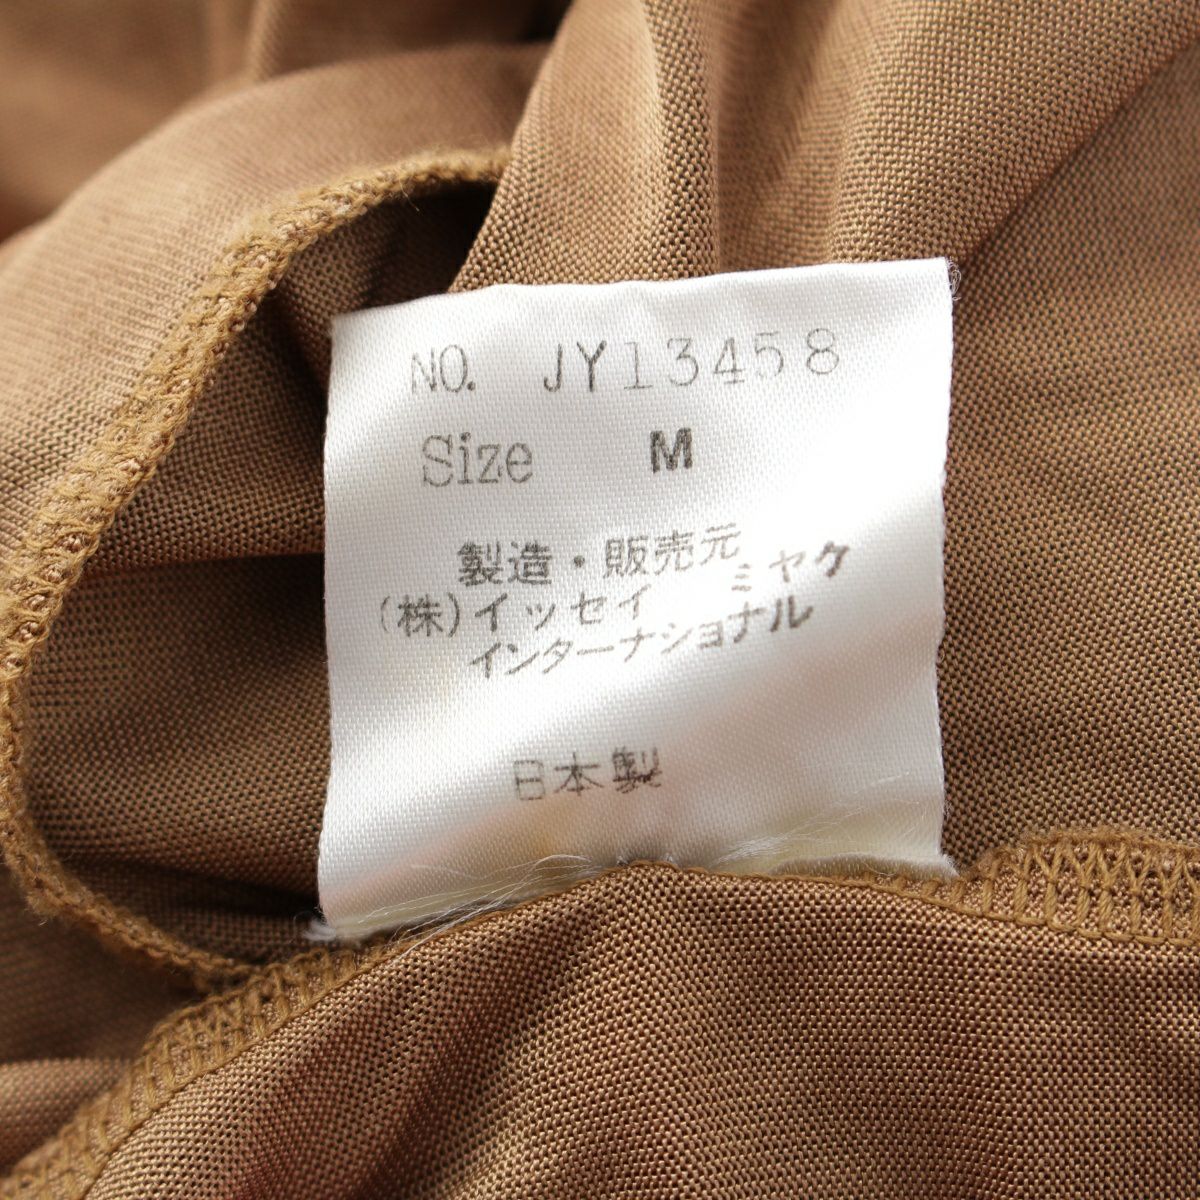 NO. JY13458
Size M
製造・販売元
(株)イッセイ ミヤケ
インターナショナル
日本製